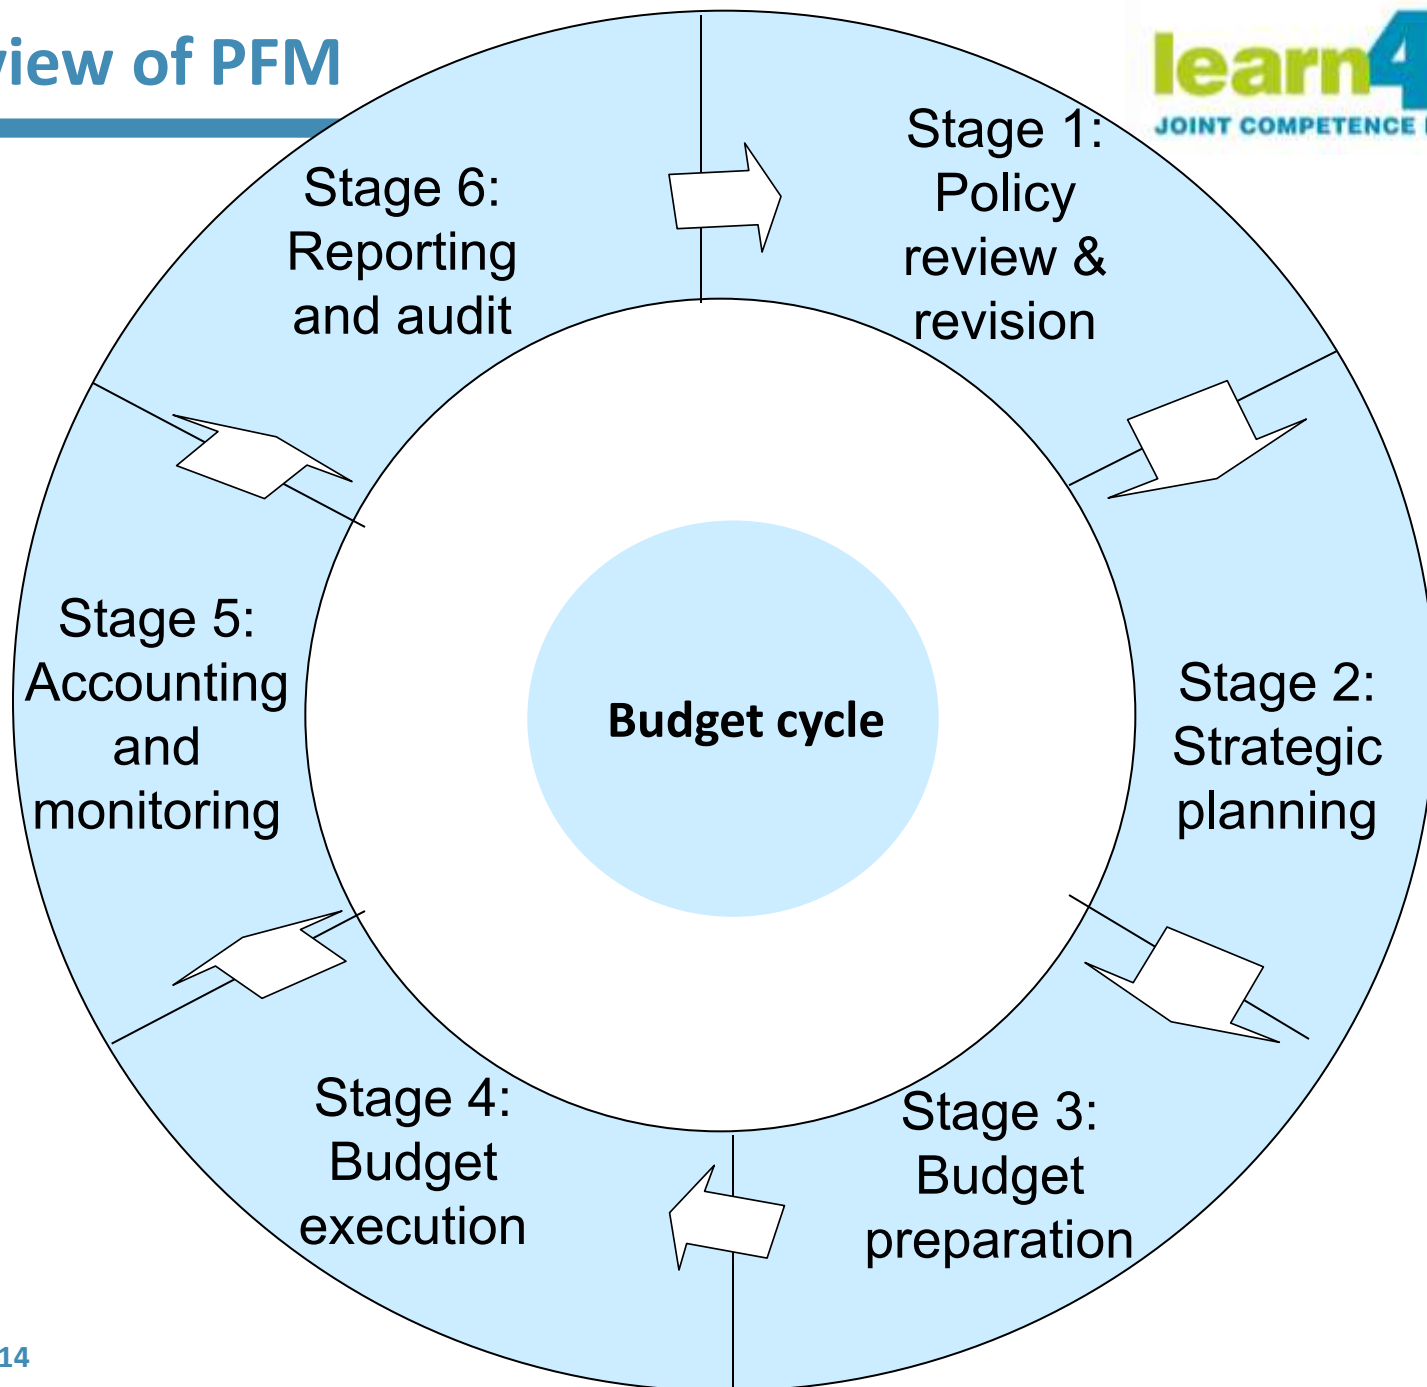 view of PFM
learn4
JOINT COMPETENCE
Stage 1:
Policy
review &
revision
Stage 2:
Strategic
planning
Stage 3:
Budget
preparation
Stage 4:
Budget
execution
Stage 5:
Accounting
and
monitoring
Stage 6:
Reporting
and audit
Budget cycle
14